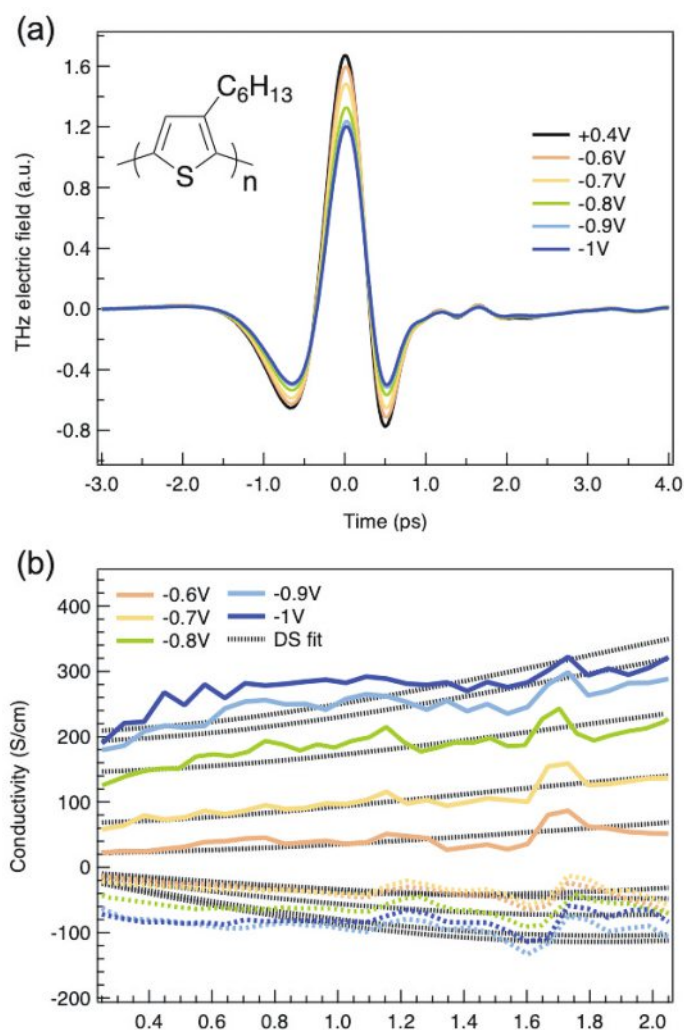 (a)
1.6
1.2
0.8
0.4
0.0
-0.4
-0.8
THz electric field (a.u.)
C6H13
S
n
+0.4V
-0.6V
-0.7V
-0.8V
-0.9V
-1V
-3.0 -2.0 -1.0 0.0 1.0 2.0 3.0 4.0
Time (ps)
(b)
400
300
200
100
0
-100
-200
Conductivity (S/cm)
-0.6V -0.9V
-0.7V -1V
-0.8V DS fit
0.4 0.6 0.8 1.0 1.2 1.4 1.6 1.8 2.0